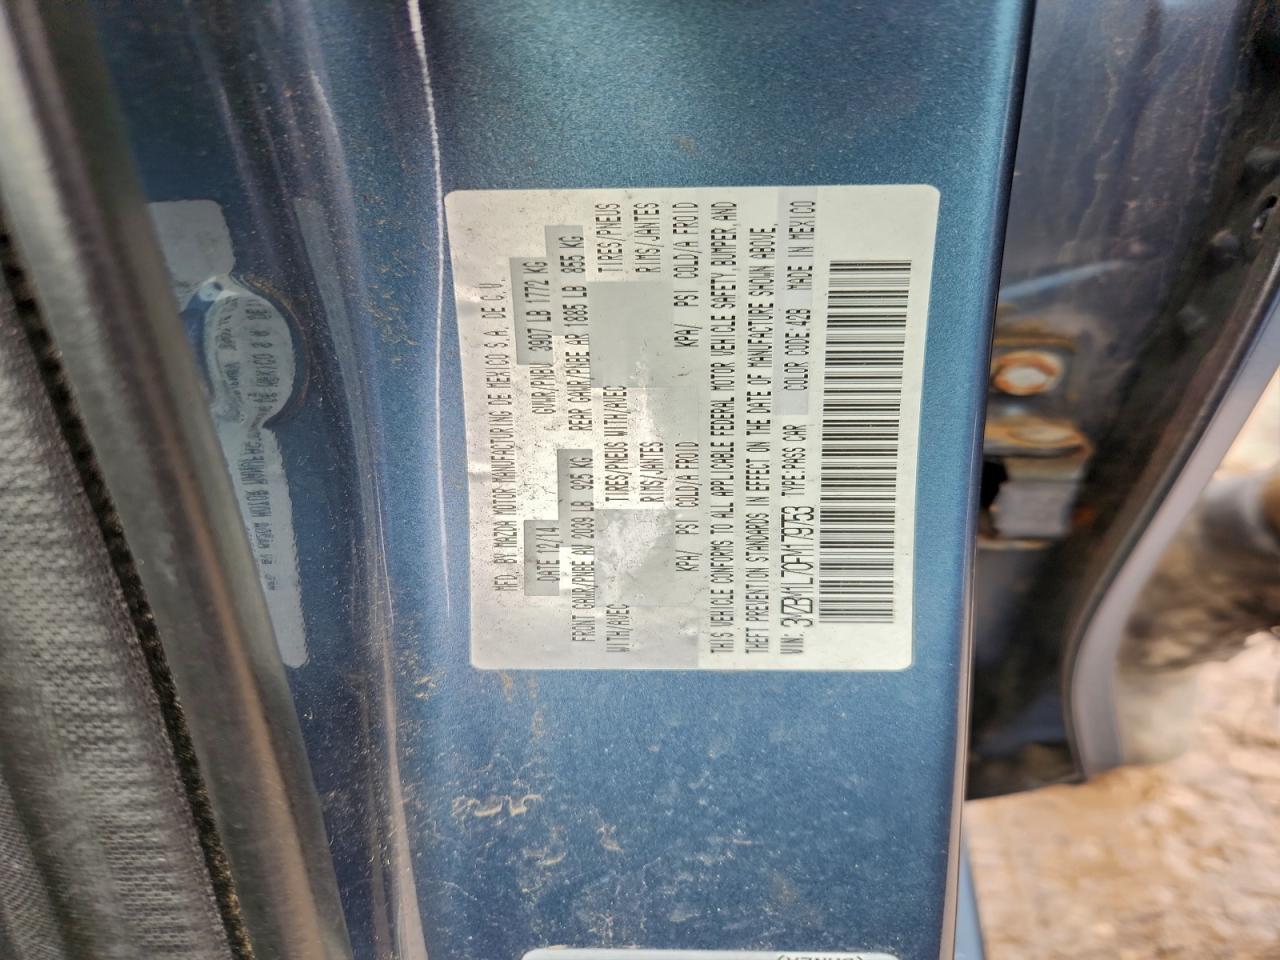 MFD. BY MAZDA MOTOR MANUFACTURING DE MEXICO S.A. DE C.V.
DATE 12/14 GVWR/PNBV 3907 LB 1772 KG
FRONT GAWR/PNBE AV 2039 LB 925 KG REAR GAWR/PNBE AR 1885 LB 855 KG
TIRES/PNEUS WITH/AVEC TIRES/PNEUS
WITH/AVEC RIMS/JANTES RIMS/JANTES
KPA/ PSI COLD/A FROID KPA/ PSI COLD/A FROID
THIS VEHICLE CONFORMS TO ALL APPLICABLE FEDERAL MOTOR VEHICLE SAFETY,BUMPER,AND
THEFT PREVENTION STANDARDS IN EFFECT ON THE DATE OF MANUFACTURE SHOWN ABOVE.
VIN: 3YZBM1L70FM179753 TYPE:PASS CAR COLOR CODE:42B MADE IN MEXICO